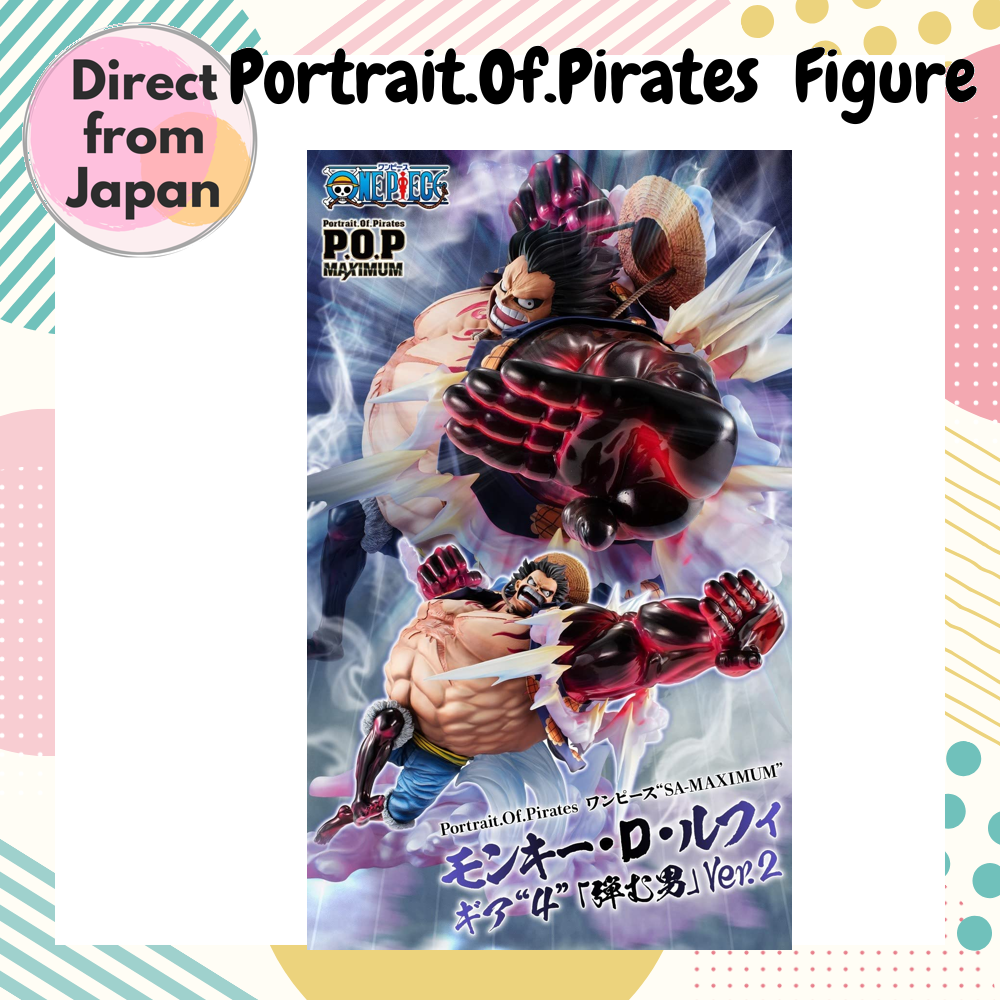 Direct
from
Japan
Portrait.Of.Pirates Figure
ワンピース
ONE PIECE
Portrait.Of.Pirates
P.O.P
MAXIMUM
Portrait.Of.Pirates ワンピース“SA-MAXIMUM”
モンキー・D・ルフィ
ギア“4”「弾む男」Ver.2